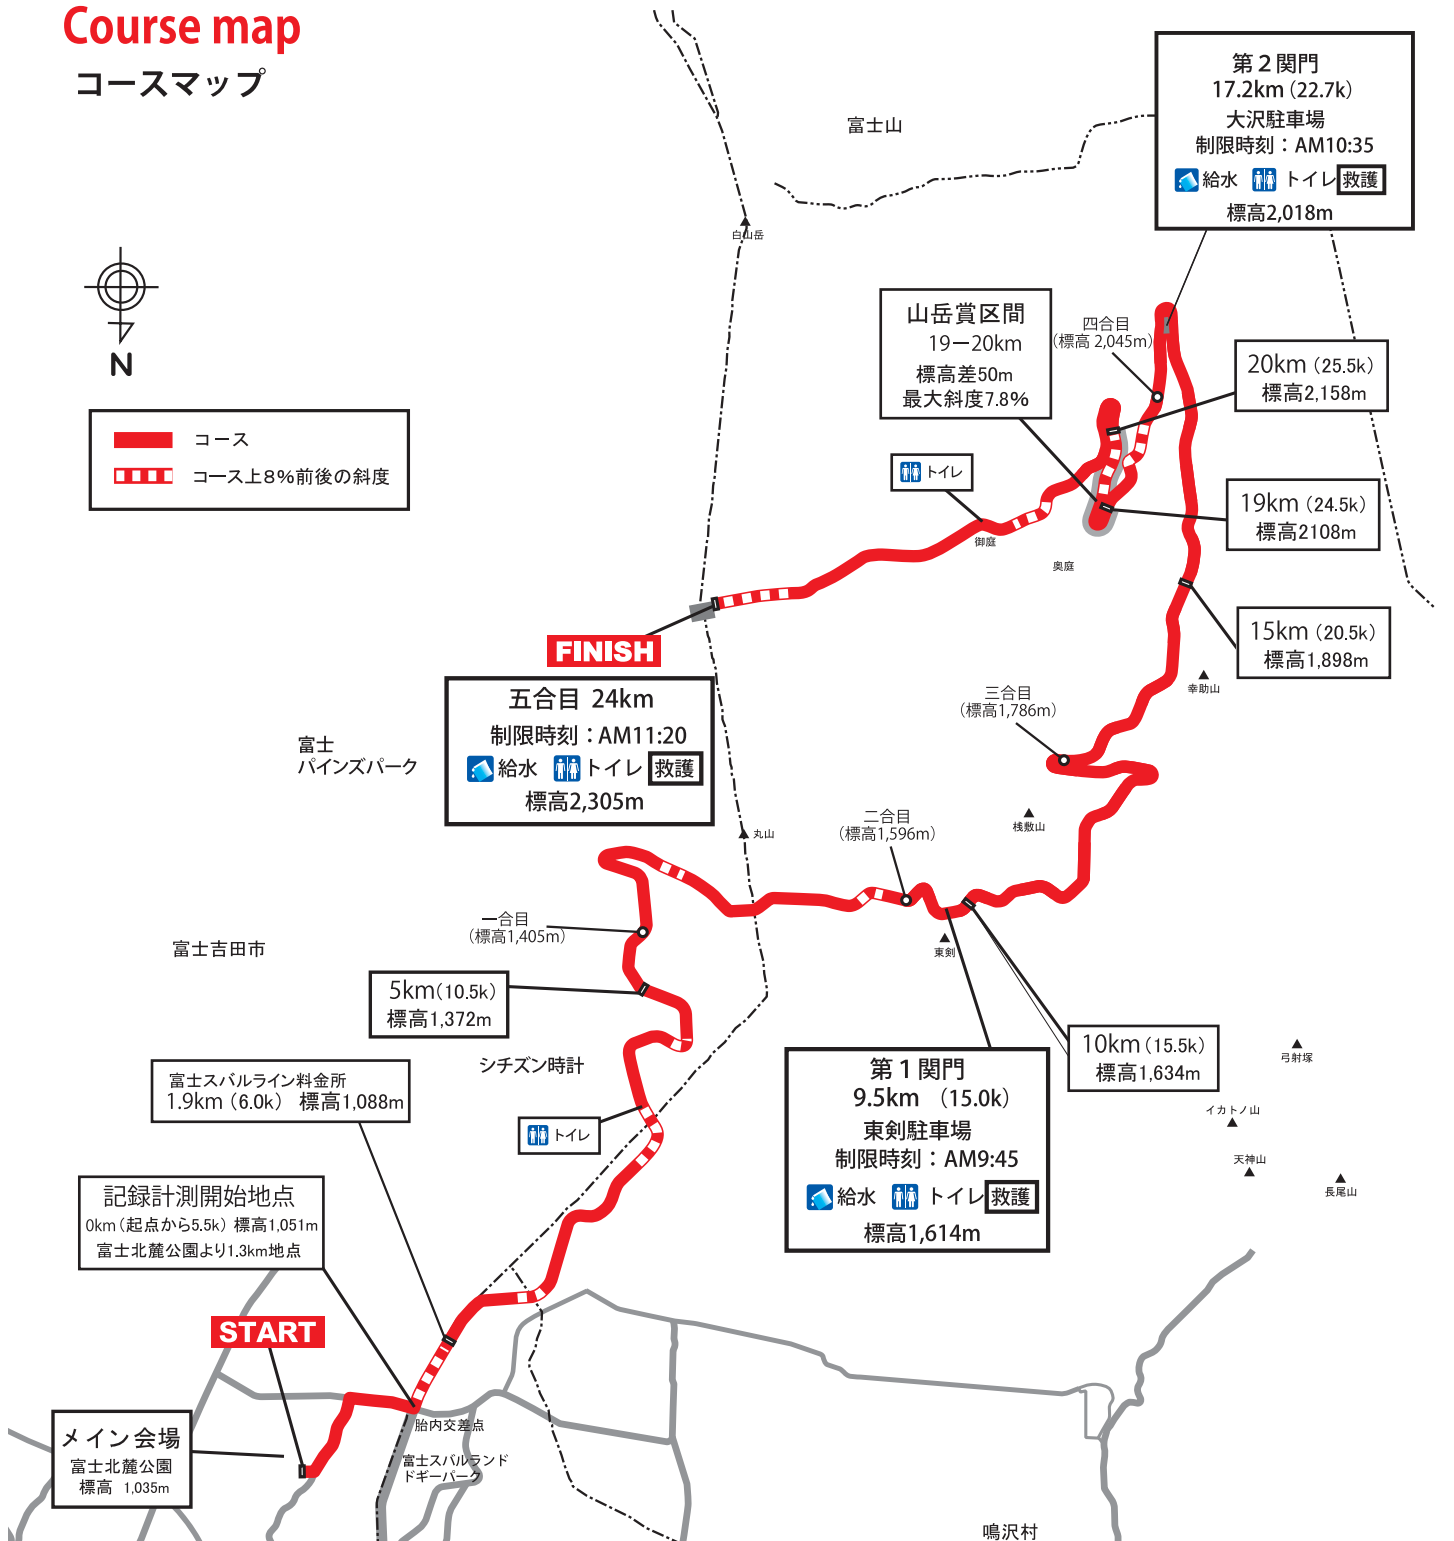 Course map
コースマップ
第２関門
17.2km（22.7k）
大沢駐車場
制限時刻：AM10:35
給水 トイレ 救護
標高2,018m
富士山
白山岳
N
コース
コース上8％前後の斜度
山岳賞区間
19ー20km
標高差50m
最大斜度7.8%
四合目
（標高 2,045m）
20km（25.5k）
標高2,158m
トイレ
19km（24.5k）
標高2108m
御庭
奥庭
15km（20.5k）
標高1,898m
FINISH
五合目 24km
制限時刻：AM11:20
給水 トイレ 救護
標高2,305m
幸助山
三合目
（標高1,786m）
富士
パインズパーク
桟敷山
丸山
二合目
（標高1,596m）
一合目
（標高1,405m）
東剣
富士吉田市
5km（10.5k）
標高1,372m
10km（15.5k）
標高1,634m
弓射塚
シチズン時計
第１関門
9.5km （15.0k）
東剣駐車場
制限時刻：AM9:45
給水 トイレ 救護
標高1,614m
富士スバルライン料金所
1.9km（6.0k） 標高1,088m
イカトノ山
トイレ
天神山
長尾山
記録計測開始地点
0km（起点から5.5k） 標高1,051m
富士北麓公園より1.3km地点
START
メイン会場
富士北麓公園
標高 1,035m
胎内交差点
富士スバルランド
ドギーパーク
鳴沢村